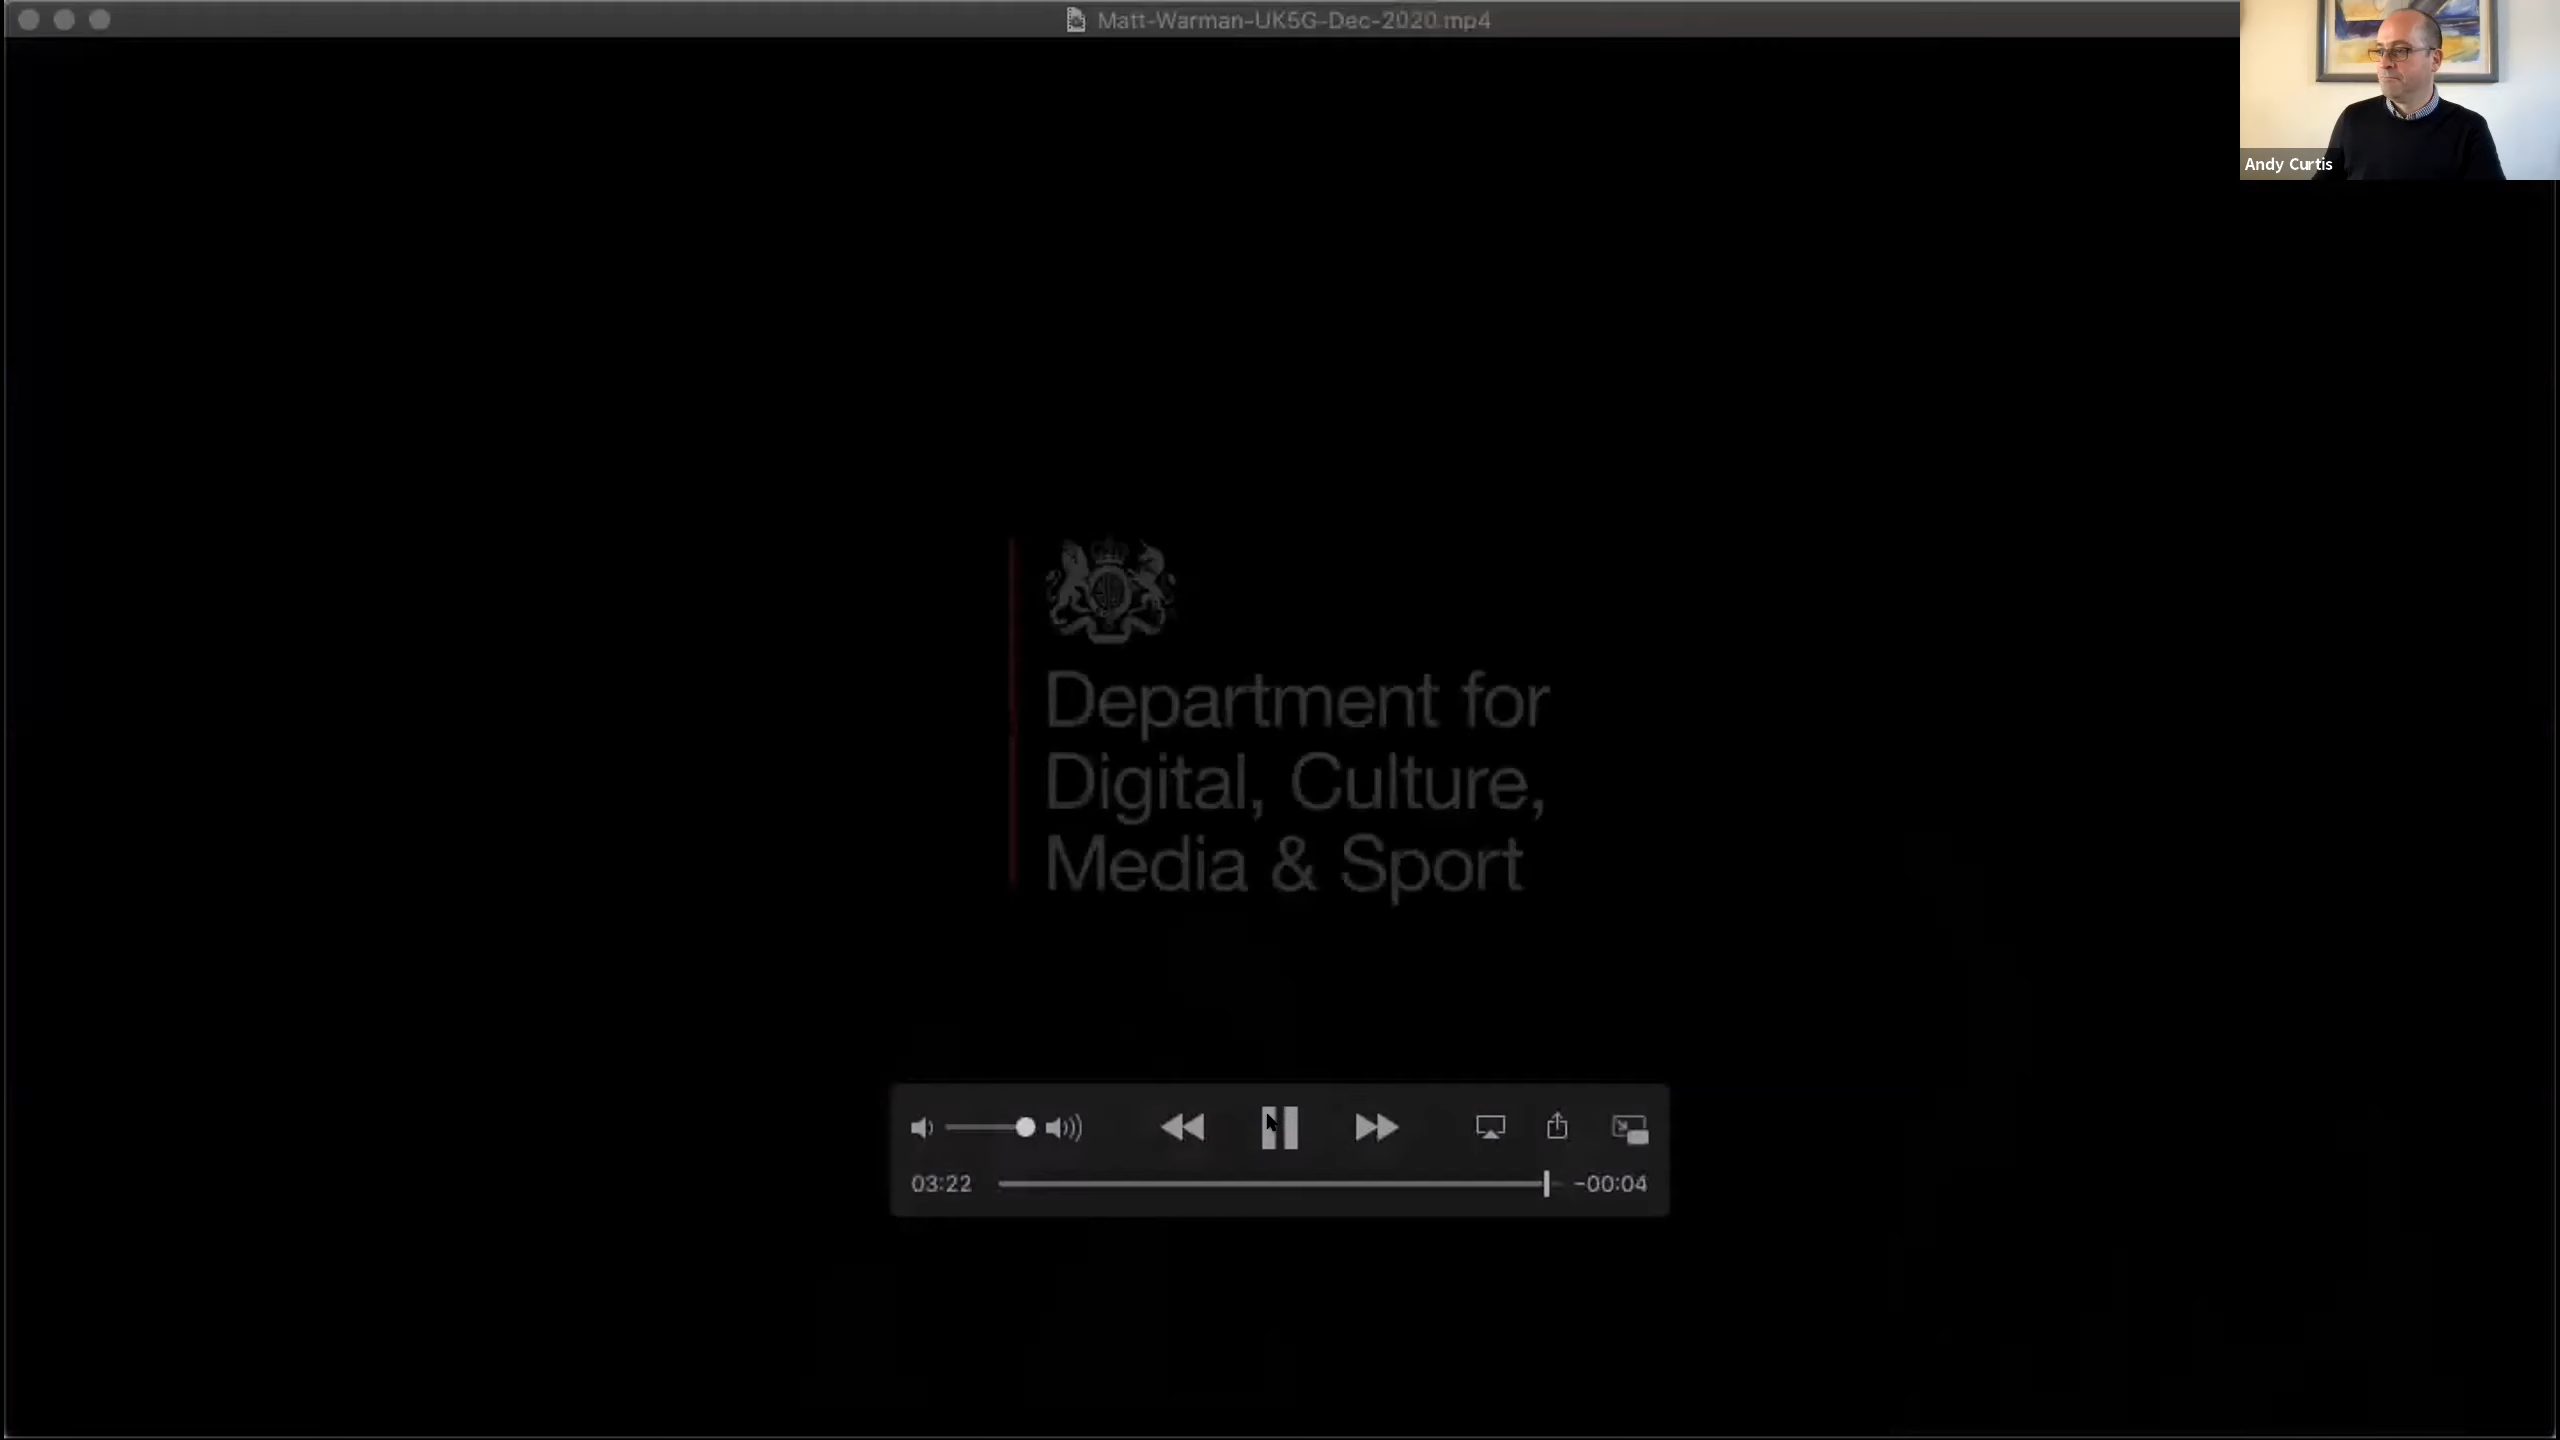 Matt-Warman-UK5G-Dec-2020.mp4
Andy Curtis
Department for
Digital, Culture,
Media & Sport
03:22
-00:04